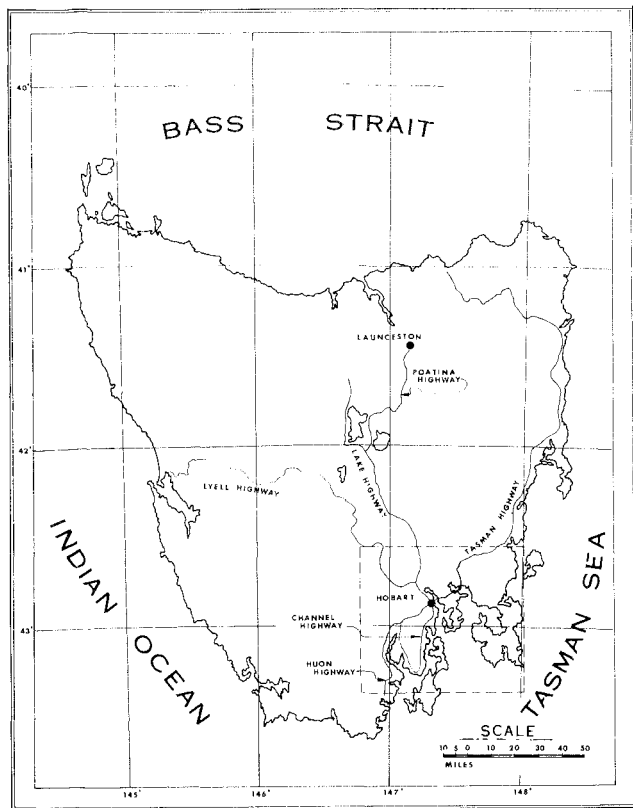 40°
BASS STRAIT
41°
LAUNCESTON
POATINA
HIGHWAY
42°
LYELL HIGHWAY
LAKE HIGHWAY
TASMAN HIGHWAY
INDIAN OCEAN
TASMAN SEA
HOBART
CHANNEL
HIGHWAY
43°
HUON
HIGHWAY
SCALE
10 5 0 10 20 30 40 50
MILES
145° 146° 147° 148°